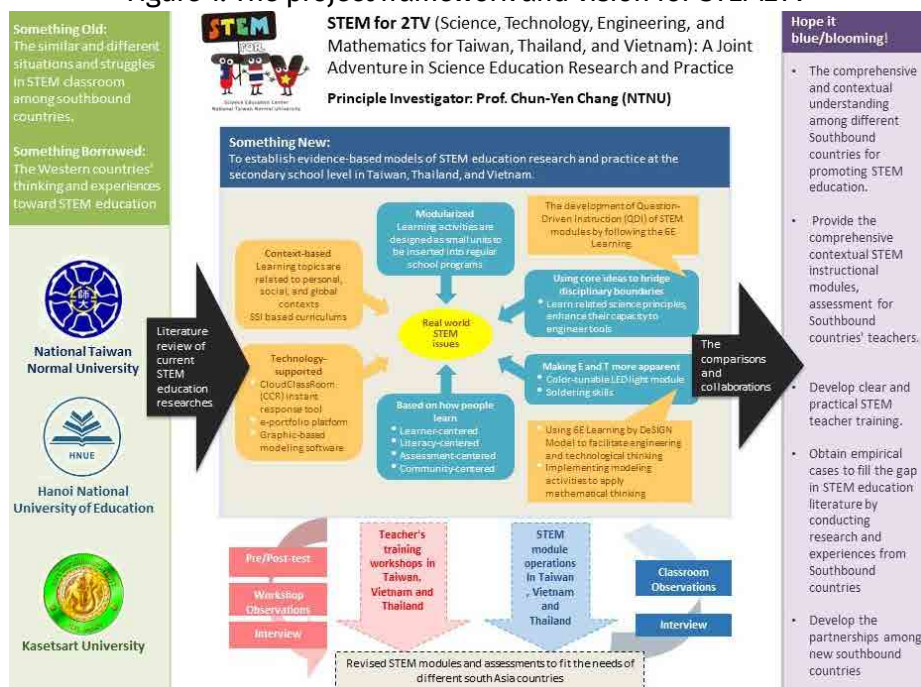 Something Old:
The similar and different
situations and struggles
in STEM classroom
among southbound
countries.
Something Borrowed:
The Western countries'
thinking and experiences
toward STEM education
National Taiwan
Normal University
HNUE
Hanoi National
University of Education
Kasetsart University
STEM
FOR
Science Education Center
National Taiwan Normal University
STEM for 2TV (Science, Technology, Engineering, and
Mathematics for Taiwan, Thailand, and Vietnam): A Joint
Adventure in Science Education Research and Practice
Principle Investigator: Prof. Chun-Yen Chang (NTNU)
Literature
review of
current
STEM
education
researches
Something New:
To establish evidence-based models of STEM education research and practice at the
secondary school level in Taiwan, Thailand, and Vietnam.
Context-based
Learning topics are
related to personal,
social, and global
contexts
SSI based curriculums
Modularized
Learning activities are
designed as small units to
be inserted into regular
school programs
The development of Question-
Driven Instruction (QDI) of STEM
modules by following the 6E
Learning.
Using core ideas to bridge
disciplinary boundaries
• Learn related science principles,
enhance their capacity to
engineer tools
Real world
STEM
issues
Technology-
supported
• CloudClassRoom
(CCR) instant
response tool
• e-portfolio platform
• Graphic-based
modeling software
Based on how people
learn
• Learner-centered
• Literacy-centered
• Assessment-centered
• Community-centered
Making E and T more apparent
• Color-tunable LED light module
• Soldering skills
• Using 6E Learning by DeSIGN
Model to facilitate engineering
and technological thinking
• Implementing modeling
activities to apply
mathematical thinking
The
comparisons
and
collaborations
Pre/Post-test
Workshop
Observations
Interview
Teacher's
training
workshops in
Taiwan,
Vietnam and
Thailand
STEM
module
operations
in Taiwan
, Vietnam
and
Thailand
Classroom
Observations
Interview
Revised STEM modules and assessments to fit the needs of
different south Asia countries
Hope it
blue/blooming!
• The comprehensive
and contextual
understanding
among different
Southbound
countries for
promoting STEM
education.
• Provide the
comprehensive
contextual STEM
instructional
modules,
assessment for
Southbound
countries' teachers.
• Develop clear and
practical STEM
teacher training.
• Obtain empirical
cases to fill the gap
in STEM education
literature by
conducting
research and
experiences from
Southbound
countries
• Develop the
partnerships among
new southbound
countries